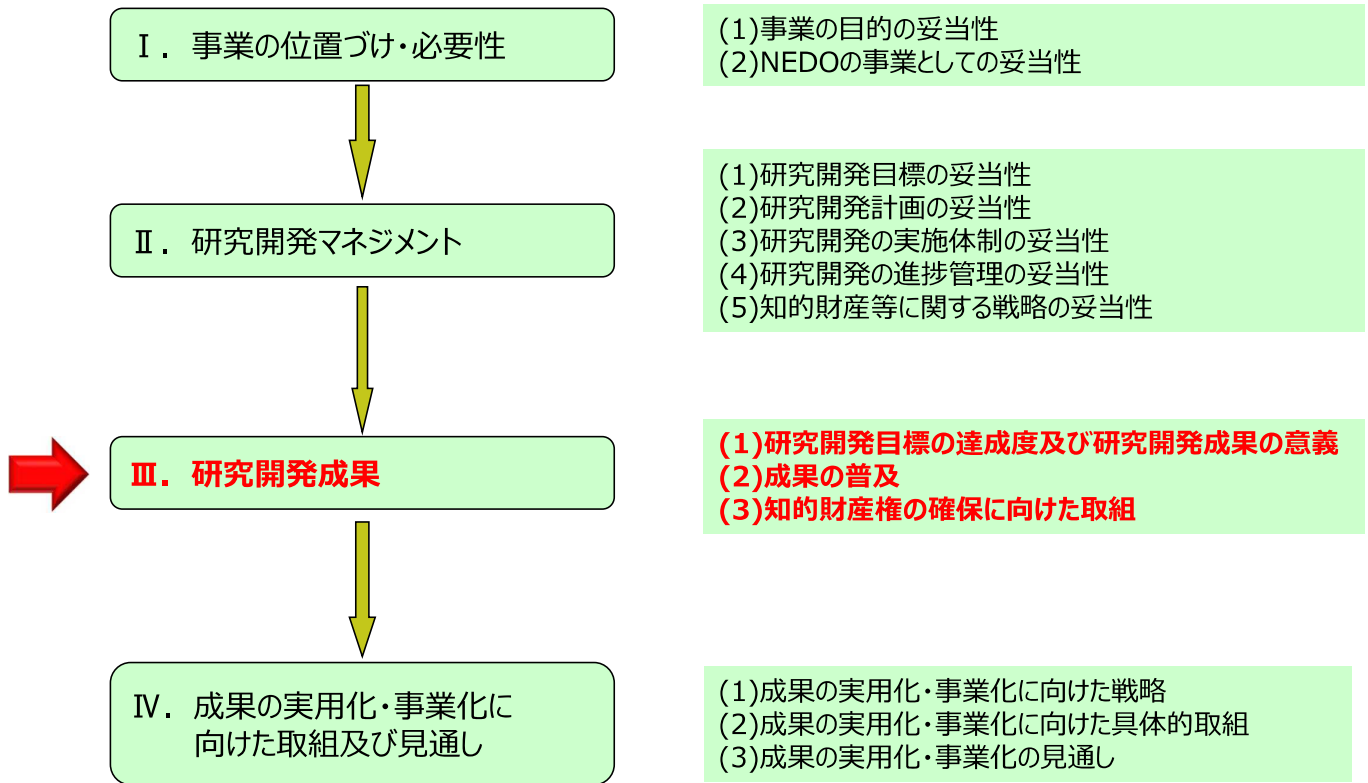 Ⅰ. 事業の位置づけ・必要性
(1)事業の目的の妥当性
(2)NEDOの事業としての妥当性
Ⅱ. 研究開発マネジメント
(1)研究開発目標の妥当性
(2)研究開発計画の妥当性
(3)研究開発の実施体制の妥当性
(4)研究開発の進捗管理の妥当性
(5)知的財産等に関する戦略の妥当性
Ⅲ. 研究開発成果
(1)研究開発目標の達成度及び研究開発成果の意義
(2)成果の普及
(3)知的財産権の確保に向けた取組
Ⅳ. 成果の実用化・事業化に
向けた取組及び見通し
(1)成果の実用化・事業化に向けた戦略
(2)成果の実用化・事業化に向けた具体的取組
(3)成果の実用化・事業化の見通し